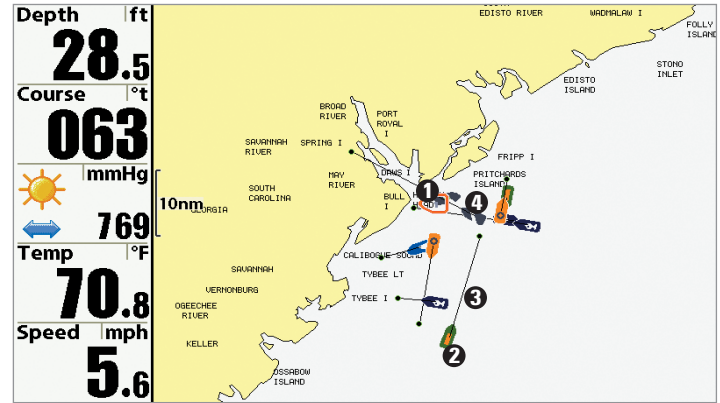 Depth ft
28.5
Course °t
063
mmHg
769
10nm
Temp °F
70.8
Speed mph
5.6
EDISTO RIVER
WADMALAW I
FOLLY
ISLAND
STONO
INLET
EDISTO
ISLAND
BROAD
RIVER
PORT
ROYAL
I
SAVANNAH
RIVER
SPRING I
FRIPP I
MAY
RIVER
DAWS I
PRITCHARDS
ISLAND
SOUTH
CAROLINA
BULL
I
1
4
CALIBOGUE SOUND
SAVANNAH
TYBEE LT
VERNONBURG
TYBEE I
3
OGEECHEE
RIVER
KELLER
2
OSSABOW
ISLAND